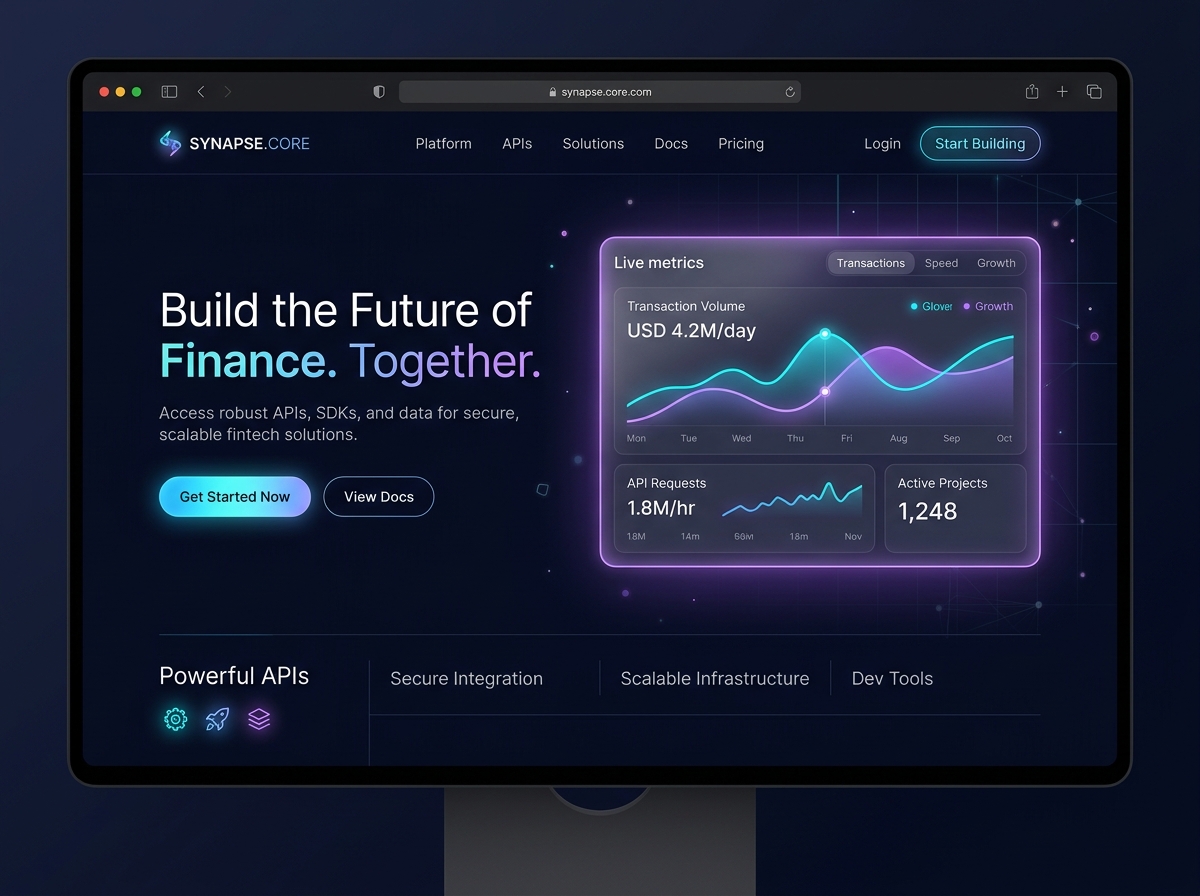 synapse.core.com
SYNAPSE.CORE
Platform
APIs
Solutions
Docs
Pricing
Login
Start Building
Build the Future of
Finance. Together.
Access robust APIs, SDKs, and data for secure,
scalable fintech solutions.
Get Started Now
View Docs
Live metrics
Transactions
Speed
Growth
Transaction Volume
USD 4.2M/day
Glover
Growth
Mon
Tue
Wed
Thu
Fri
Aug
Sep
Oct
API Requests
1.8M/hr
18M
14m
18m
Nov
Active Projects
1,248
Powerful APIs
Secure Integration
Scalable Infrastructure
Dev Tools